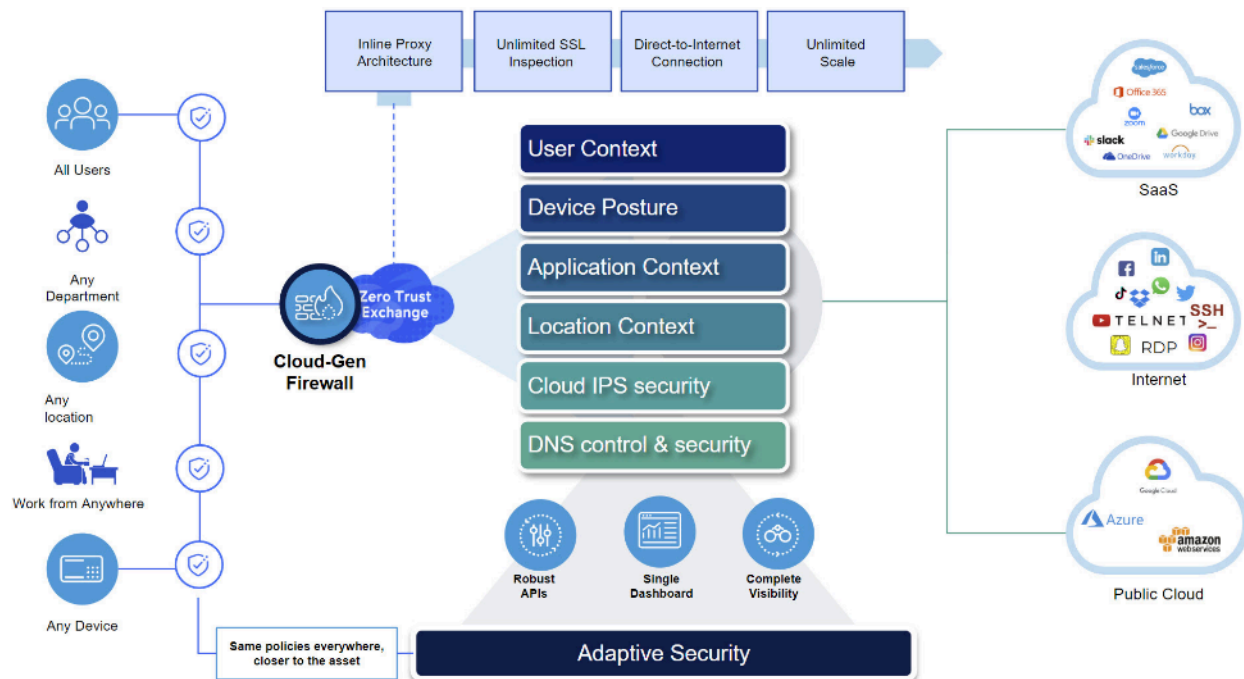 Inline Proxy
Architecture
Unlimited SSL
Inspection
Direct-to-Internet
Connection
Unlimited
Scale
All Users
Any
Department
Any
location
Work from Anywhere
Any Device
Zero Trust
Exchange
Cloud-Gen
Firewall
User Context
Device Posture
Application Context
Location Context
Cloud IPS security
DNS control & security
Robust
APIs
Single
Dashboard
Complete
Visibility
Same policies everywhere,
closer to the asset
Adaptive Security
salesforce
Office 365
zoom
box
slack
Google Drive
OneDrive
workday
SaaS
in
TELNET
SSH
>_
RDP
Internet
Google Cloud
Azure
amazon
webservices
Public Cloud